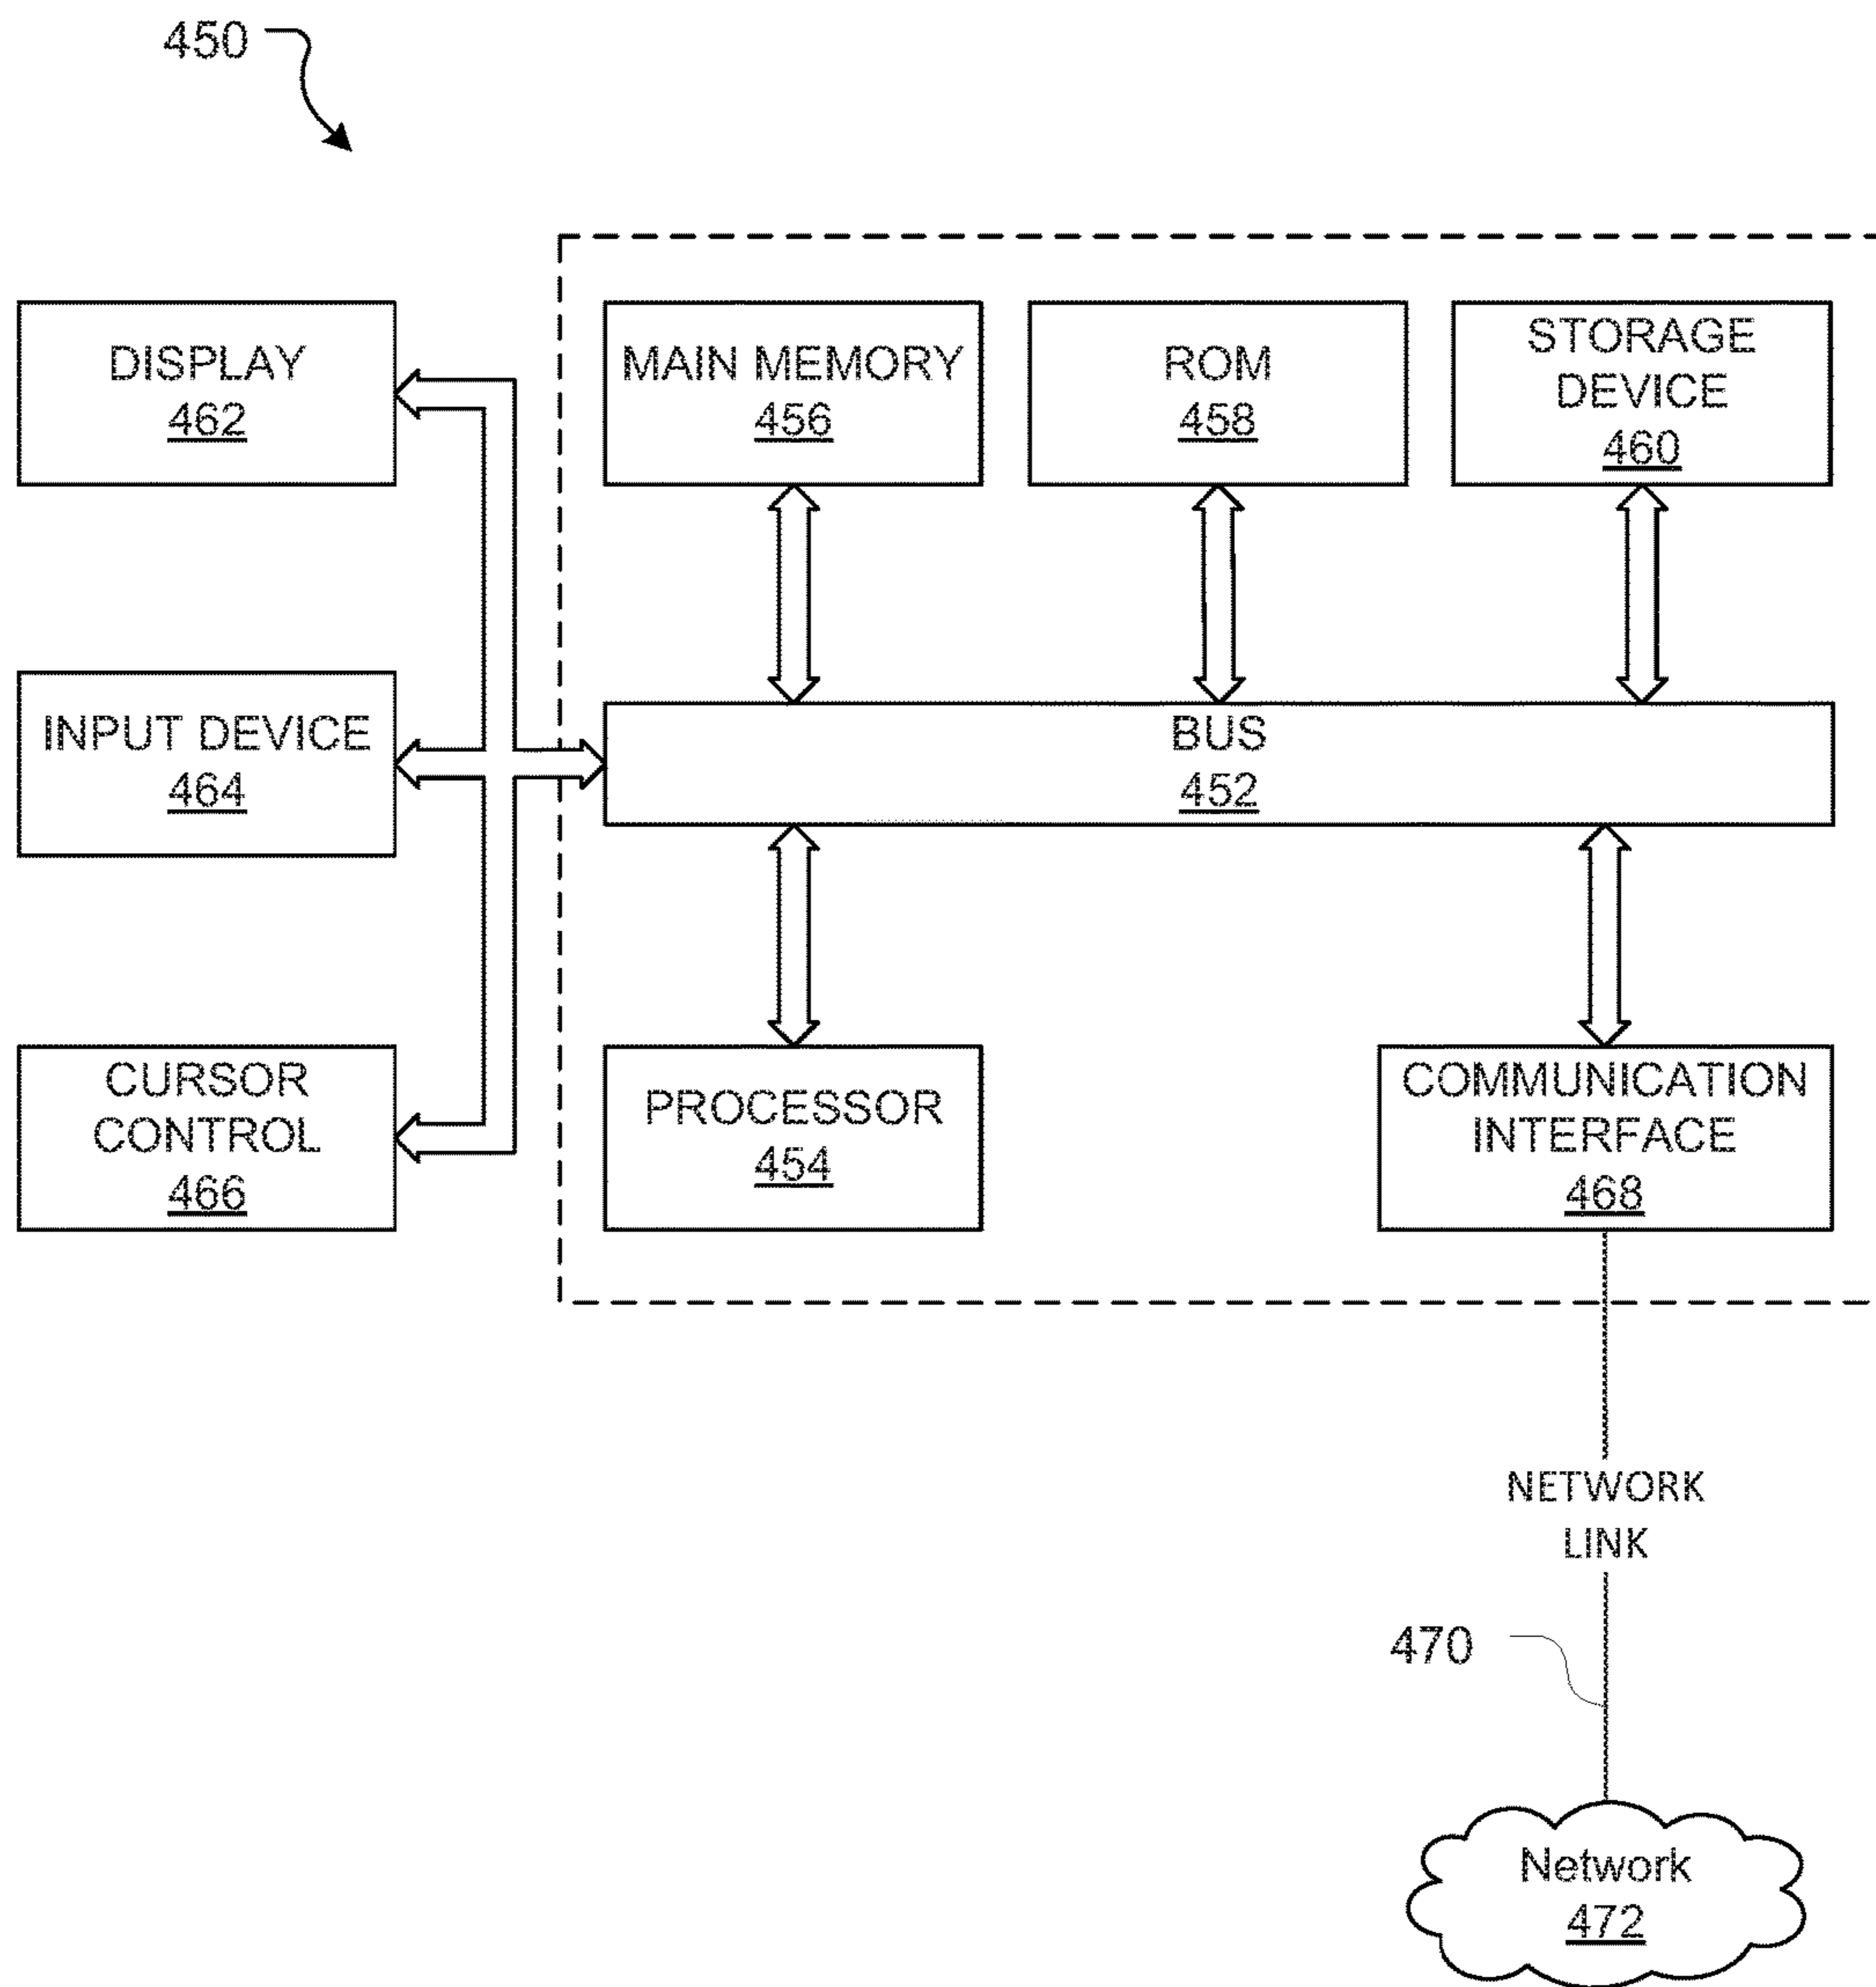 450
DISPLAY
462
MAIN MEMORY
456
ROM
458
STORAGE
DEVICE
460
INPUT DEVICE
464
BUS
452
CURSOR
CONTROL
466
PROCESSOR
454
COMMUNICATION
INTERFACE
468
NETWORK
LINK
470
Network
472